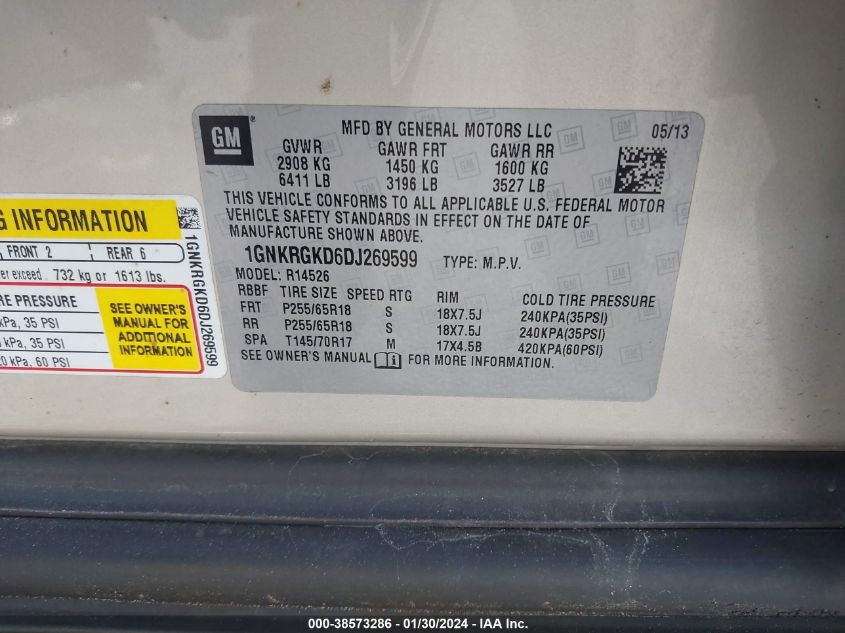 GM ®
MFD BY GENERAL MOTORS LLC 05/13
GVWR GAWR FRT GAWR RR
2908 KG 1450 KG 1600 KG
6411 LB 3196 LB 3527 LB
THIS VEHICLE CONFORMS TO ALL APPLICABLE U.S. FEDERAL MOTOR
VEHICLE SAFETY STANDARDS IN EFFECT ON THE DATE OF
MANUFACTURE SHOWN ABOVE.
1GNKRGKD6DJ269599 TYPE: M.P.V.
MODEL: R14526
RBBF TIRE SIZE SPEED RTG RIM COLD TIRE PRESSURE
FRT P255/65R18 S 18X7.5J 240KPA(35PSI)
RR P255/65R18 S 18X7.5J 240KPA(35PSI)
SPA T145/70R17 M 17X4.5B 420KPA(60PSI)
SEE OWNER'S MANUAL FOR MORE INFORMATION.
G INFORMATION
FRONT 2 REAR 6
er exceed 732 kg or 1613 lbs.
RE PRESSURE
kPa, 35 PSI
kPa, 35 PSI
0 kPa, 60 PSI
SEE OWNER'S
MANUAL FOR
ADDITIONAL
INFORMATION
1GNKRGKD6DJ269599
000-38573286 - 01/30/2024 - IAA Inc.